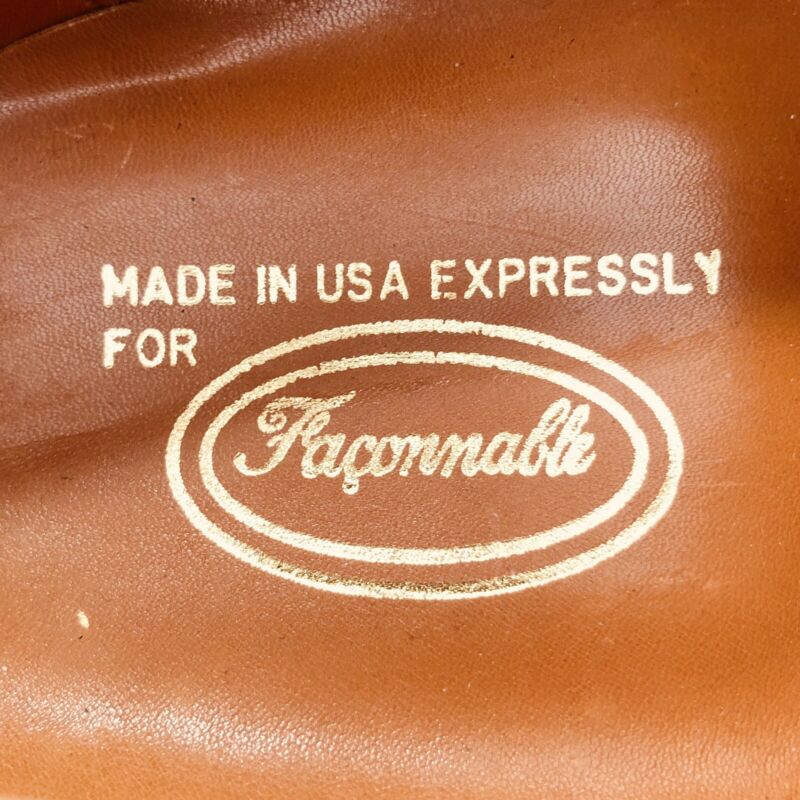 MADE IN USA EXPRESSLY
FOR
Façonnable